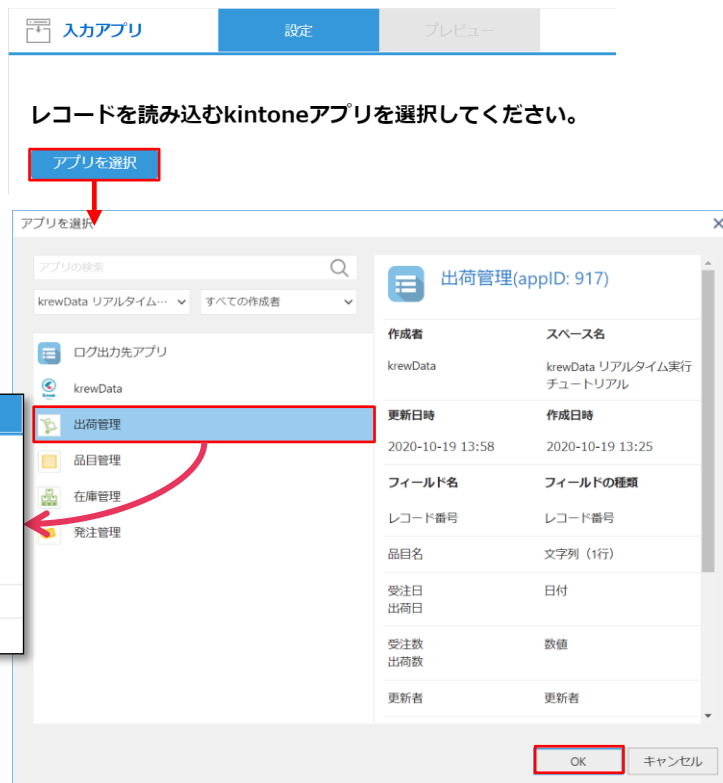 入力アプリ
設定
プレビュー
レコードを読み込むkintoneアプリを選択してください。
アプリを選択
アプリを選択
アプリの検索
krewData リアルタイム…
すべての作成者
ログ出力先アプリ
krewData
出荷管理
品目管理
在庫管理
発注管理
出荷管理(appID: 917)
作成者
スペース名
krewData
krewData リアルタイム実行
チュートリアル
更新日時
作成日時
2020-10-19 13:58
2020-10-19 13:25
フィールド名
フィールドの種類
レコード番号
レコード番号
品目名
文字列（1行）
受注日
日付
出荷日
受注数
数値
出荷数
更新者
更新者
OK
キャンセル